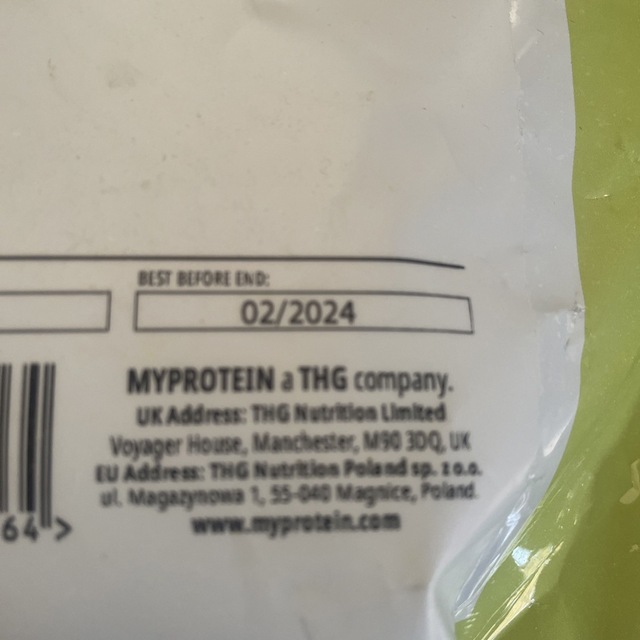 BEST BEFORE END:
02/2024
MYPROTEIN a THG company.
UK Address: THG Nutrition Limited
Voyager House, Manchester, M90 3DQ, UK
EU Address: THG Nutrition Poland sp. z o.o.
ul. Magazynowa 1, 55-040 Magnice, Poland
www.myprotein.com
64 >